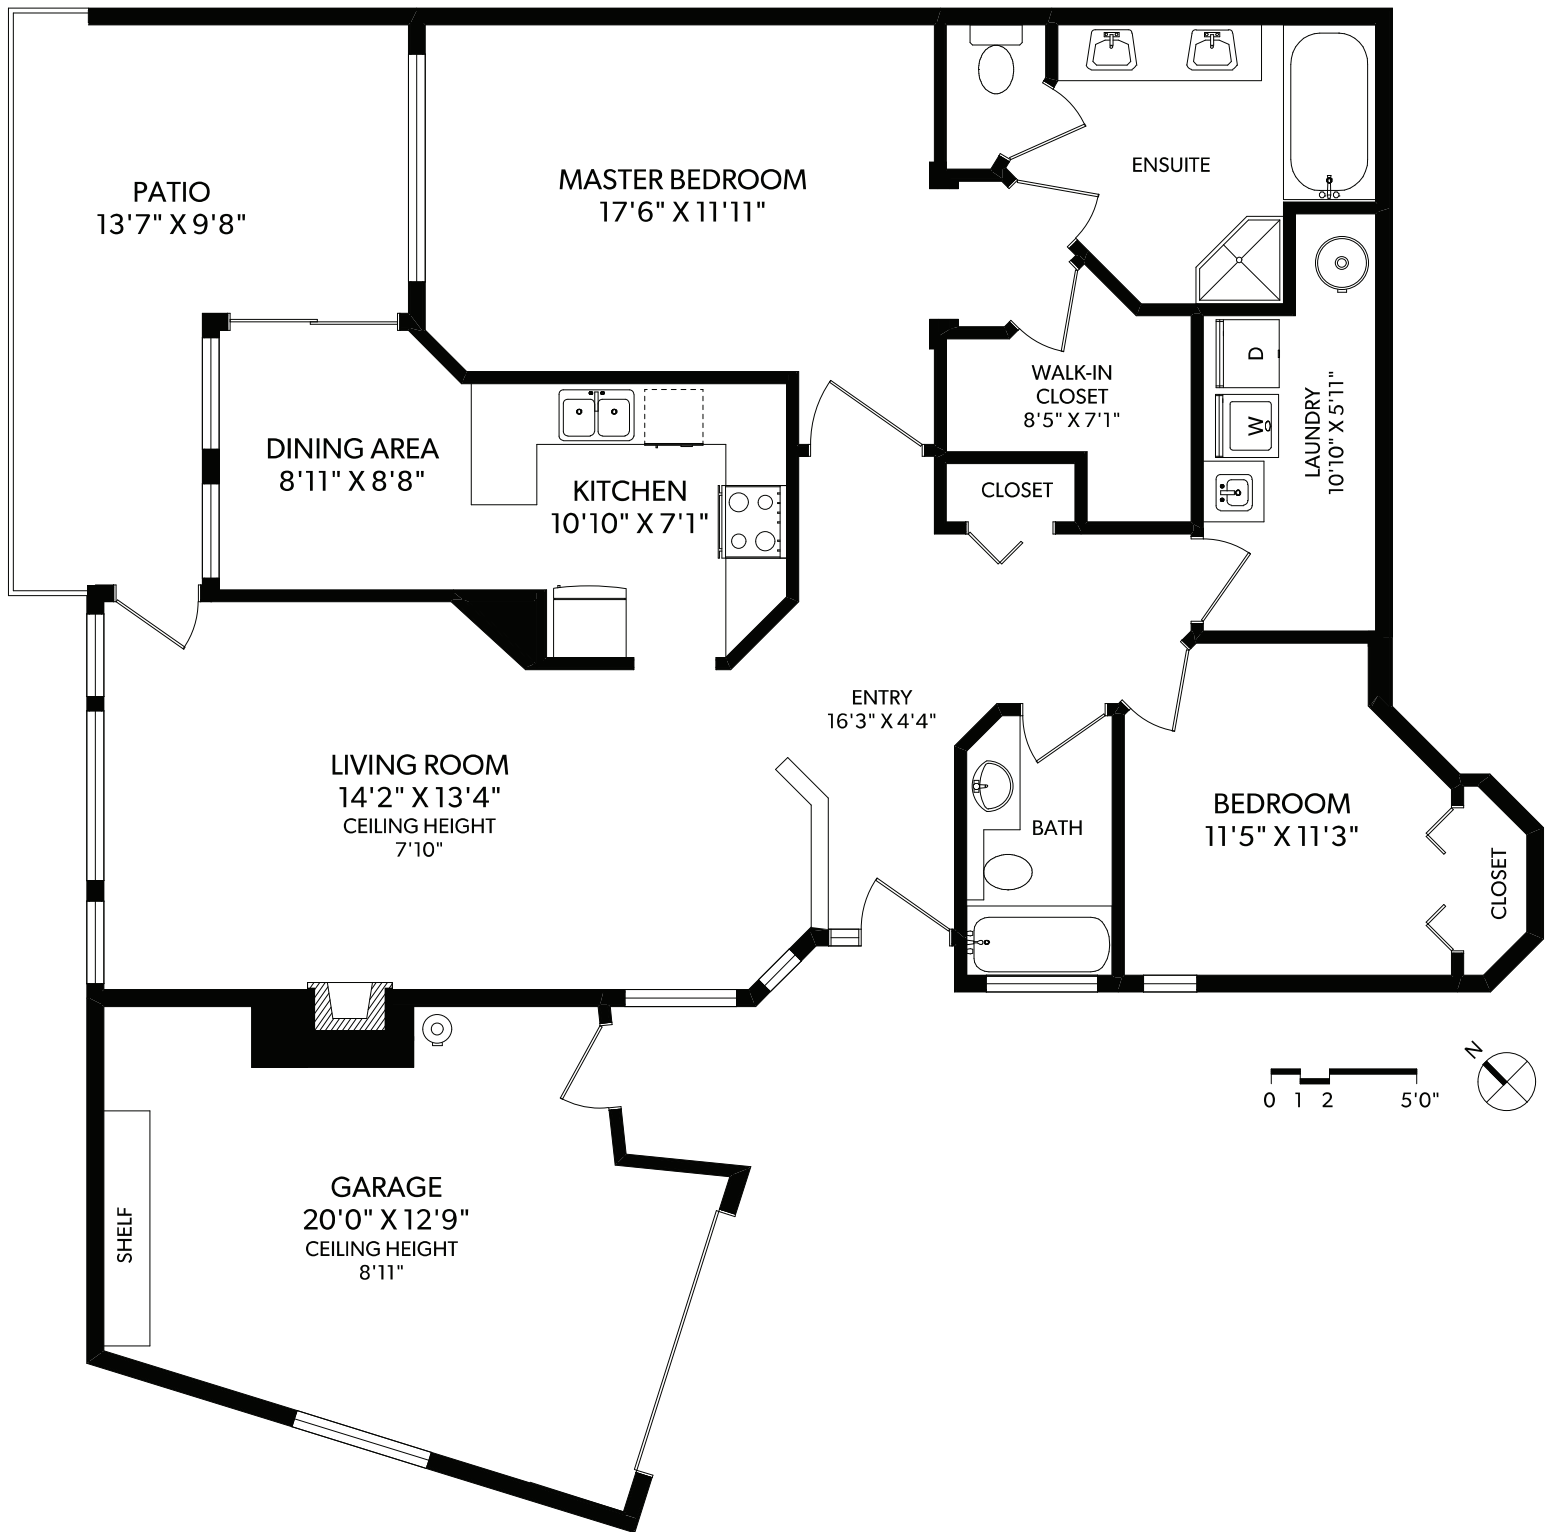 PATIO
13'7" X 9'8"
MASTER BEDROOM
17'6" X 11'11"
ENSUITE
WALK-IN
CLOSET
8'5" X 7'1"
D
W
LAUNDRY
10'10" X 5'11"
DINING AREA
8'11" X 8'8"
KITCHEN
10'10" X 7'1"
CLOSET
ENTRY
16'3" X 4'4"
LIVING ROOM
14'2" X 13'4"
CEILING HEIGHT
7'10"
BATH
BEDROOM
11'5" X 11'3"
CLOSET
GARAGE
20'0" X 12'9"
CEILING HEIGHT
8'11"
SHELF
N
0 1 2 5'0"